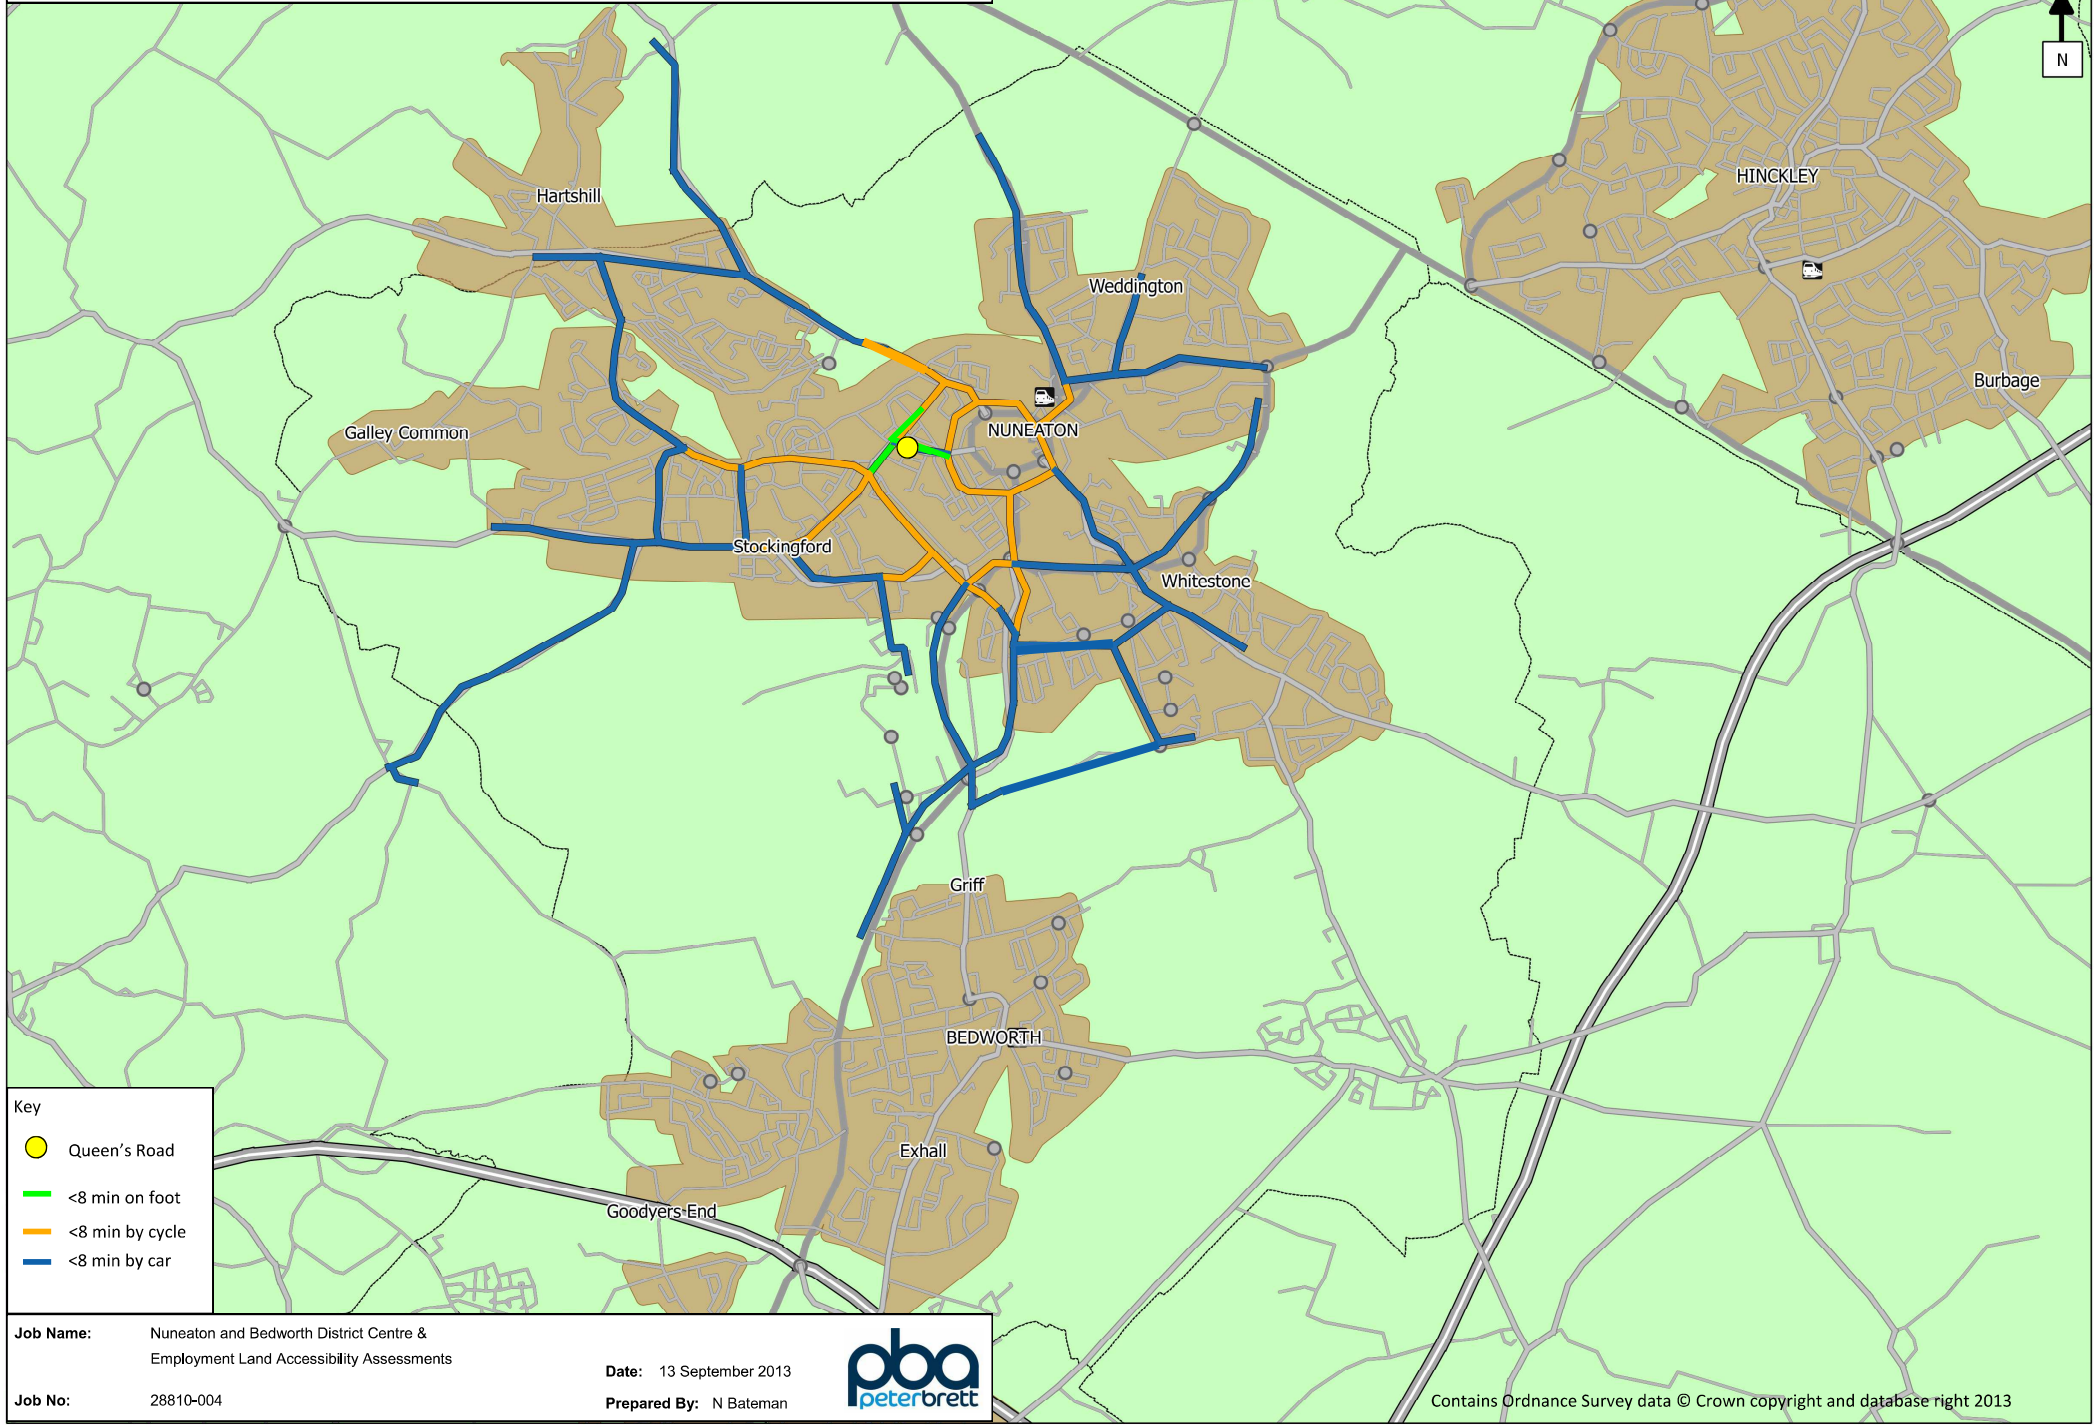 N
HINCKLEY
Hartshill
Weddington
Burbage
Galley Common
NUNEATON
Stockingford
Whitestone
Griff
BEDWORTH
Exhall
Goodyers End
Key
Queen's Road
<8 min on foot
<8 min by cycle
<8 min by car
Job Name: Nuneaton and Bedworth District Centre &
Employment Land Accessibility Assessments
Date: 13 September 2013
Job No: 28810-004
Prepared By: N Bateman
pba
peterbrett
Contains Ordnance Survey data © Crown copyright and database right 2013